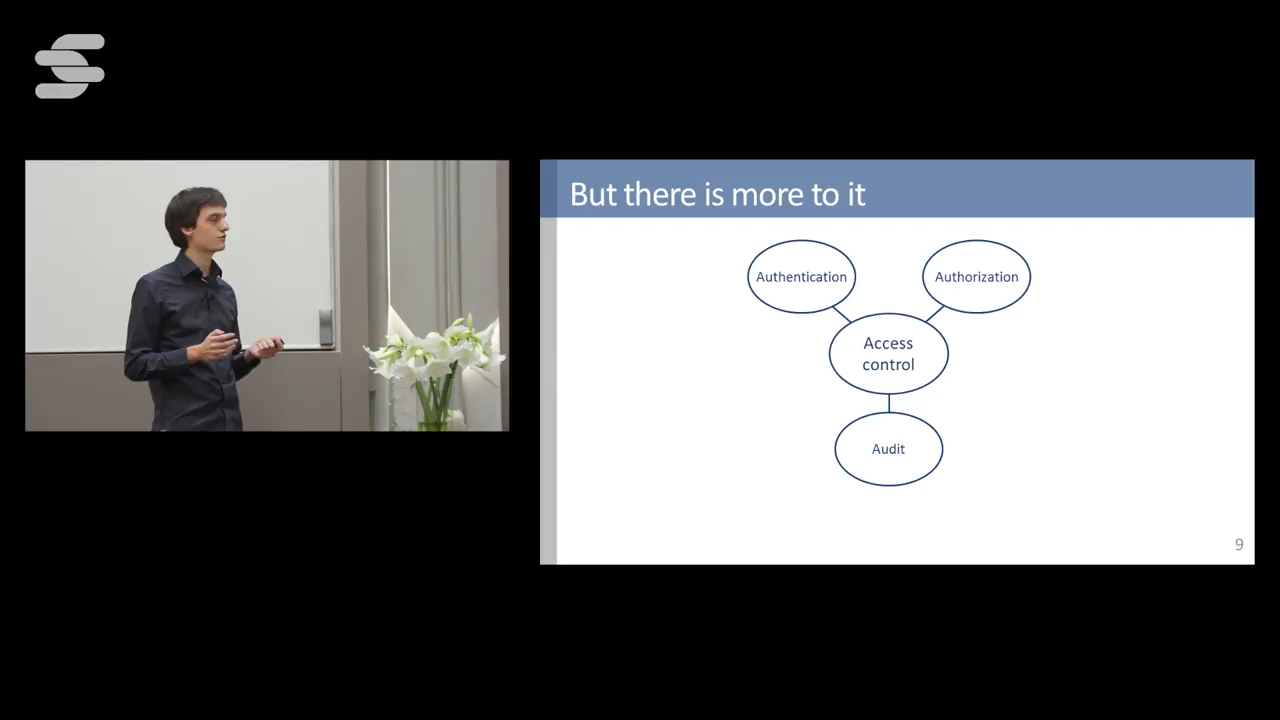 But there is more to it
Authentication
Authorization
Access
control
Audit
9